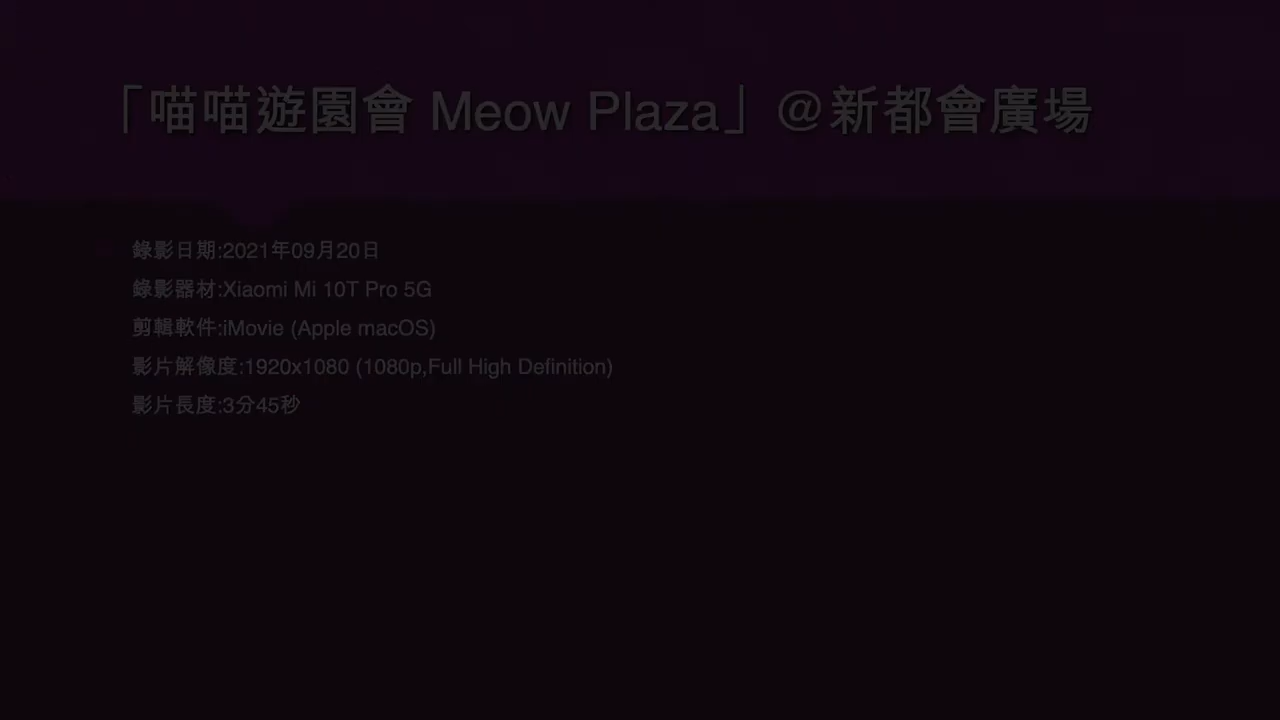 「喵喵遊園會 Meow Plaza」@新都會廣場
錄影日期:2021年09月20日
錄影器材:Xiaomi Mi 10T Pro 5G
剪輯軟件:iMovie (Apple macOS)
影片解像度:1920x1080 (1080p,Full High Definition)
影片長度:3分45秒